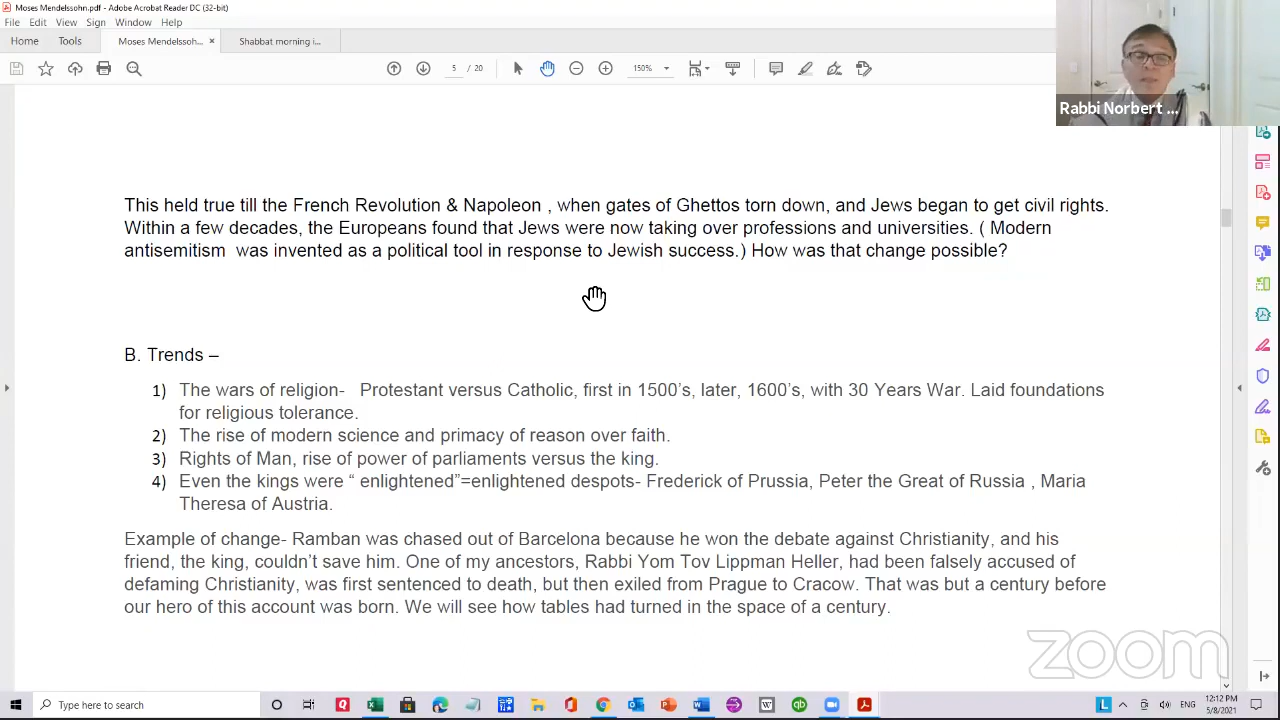 Moses Mendelssohn.pdf - Adobe Acrobat Reader DC (32-bit)
File Edit View Sign Window Help
Home Tools Moses Mendelssoh... × Shabbat morning i...
5 / 20 150%
Rabbi Norbert ...
This held true till the French Revolution & Napoleon , when gates of Ghettos torn down, and Jews began to get civil rights.
Within a few decades, the Europeans found that Jews were now taking over professions and universities. ( Modern
antisemitism was invented as a political tool in response to Jewish success.) How was that change possible?
B. Trends –
1) The wars of religion- Protestant versus Catholic, first in 1500's, later, 1600's, with 30 Years War. Laid foundations
for religious tolerance.
2) The rise of modern science and primacy of reason over faith.
3) Rights of Man, rise of power of parliaments versus the king.
4) Even the kings were “ enlightened”=enlightened despots- Frederick of Prussia, Peter the Great of Russia , Maria
Theresa of Austria.
Example of change- Ramban was chased out of Barcelona because he won the debate against Christianity, and his
friend, the king, couldn't save him. One of my ancestors, Rabbi Yom Tov Lippman Heller, had been falsely accused of
defaming Christianity, was first sentenced to death, but then exiled from Prague to Cracow. That was but a century before
our hero of this account was born. We will see how tables had turned in the space of a century.
zoom
Type here to search
ENG
12:12 PM
5/8/2021